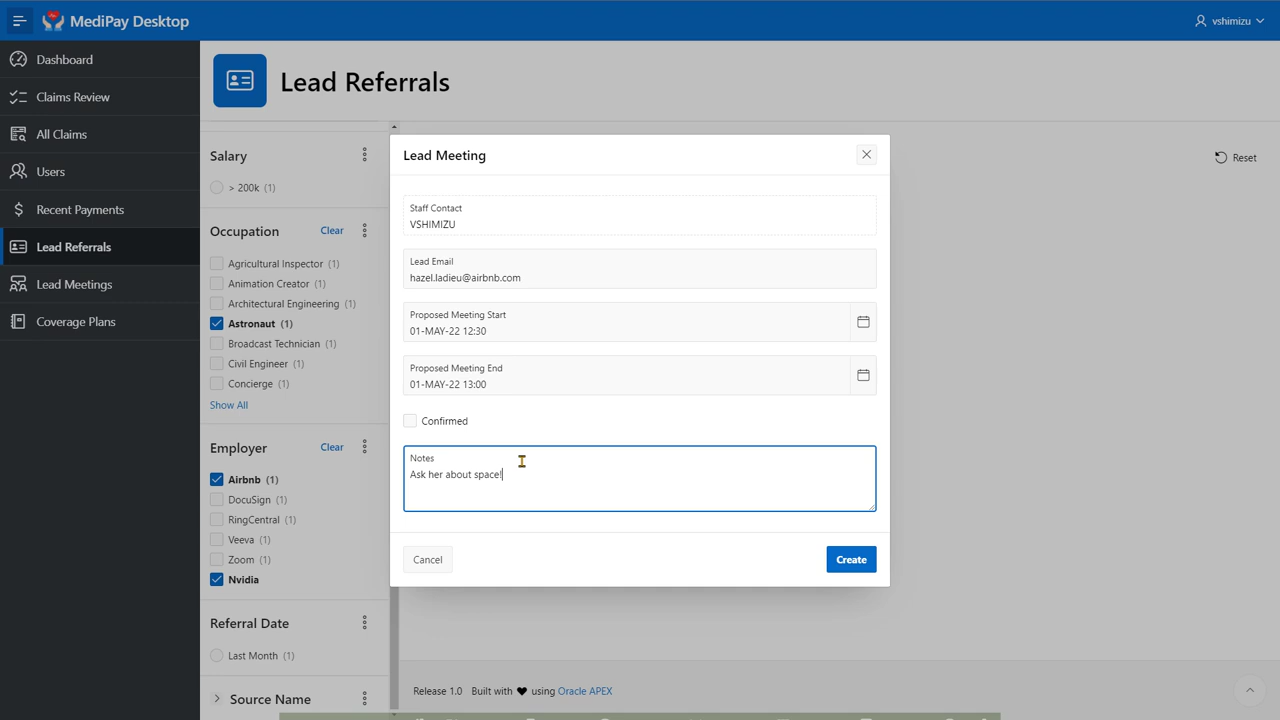 MediPay Desktop
vshimizu
Dashboard
Claims Review
All Claims
Users
Recent Payments
Lead Referrals
Lead Meetings
Coverage Plans
Lead Referrals
Reset
Salary
> 200k (1)
Occupation Clear
Agricultural Inspector (1)
Animation Creator (1)
Architectural Engineering (1)
Astronaut (1)
Broadcast Technician (1)
Civil Engineer (1)
Concierge (1)
Show All
Employer Clear
Airbnb (1)
DocuSign (1)
RingCentral (1)
Veeva (1)
Zoom (1)
Nvidia
Referral Date
Last Month (1)
Source Name
Lead Meeting
Staff Contact
VSHIMIZU
Lead Email
hazel.ladieu@airbnb.com
Proposed Meeting Start
01-MAY-22 12:30
Proposed Meeting End
01-MAY-22 13:00
Confirmed
Notes
Ask her about space!
Cancel
Create
Release 1.0 Built with ♥ using Oracle APEX